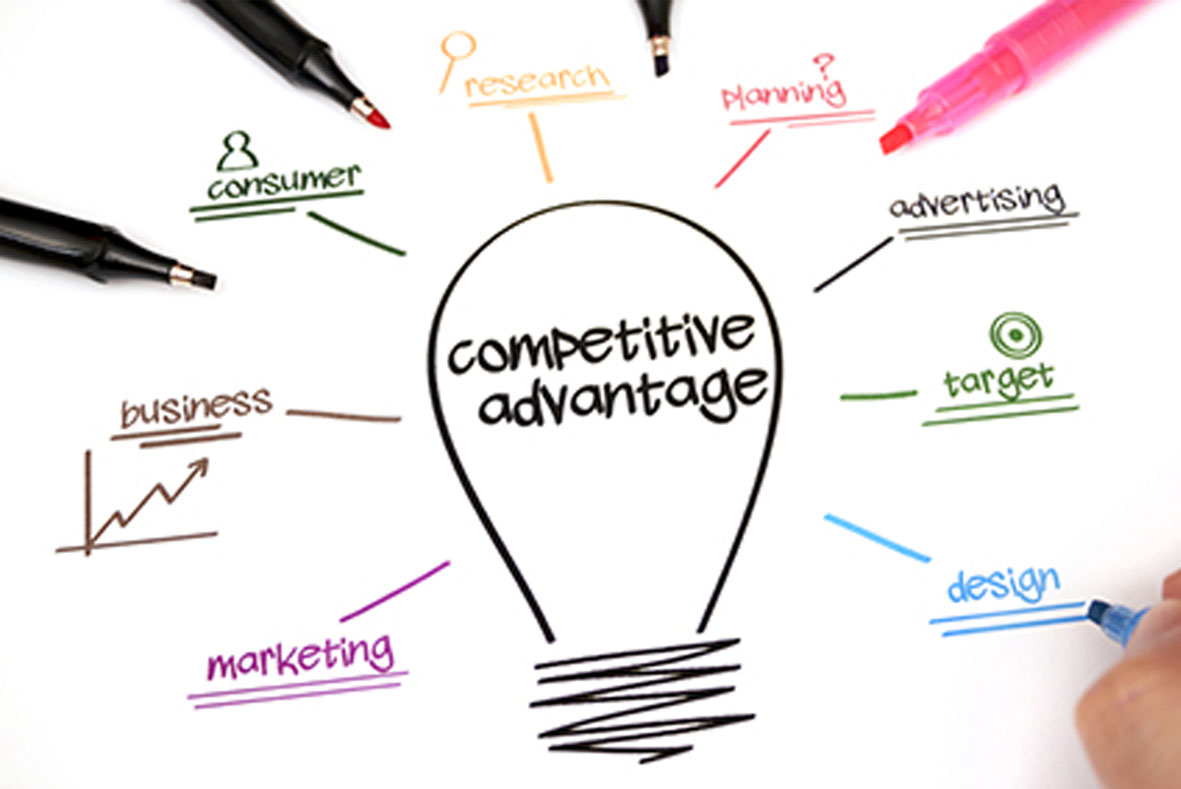 research
planning
?
consumer
advertising
competitive
advantage
target
business
design
marketing